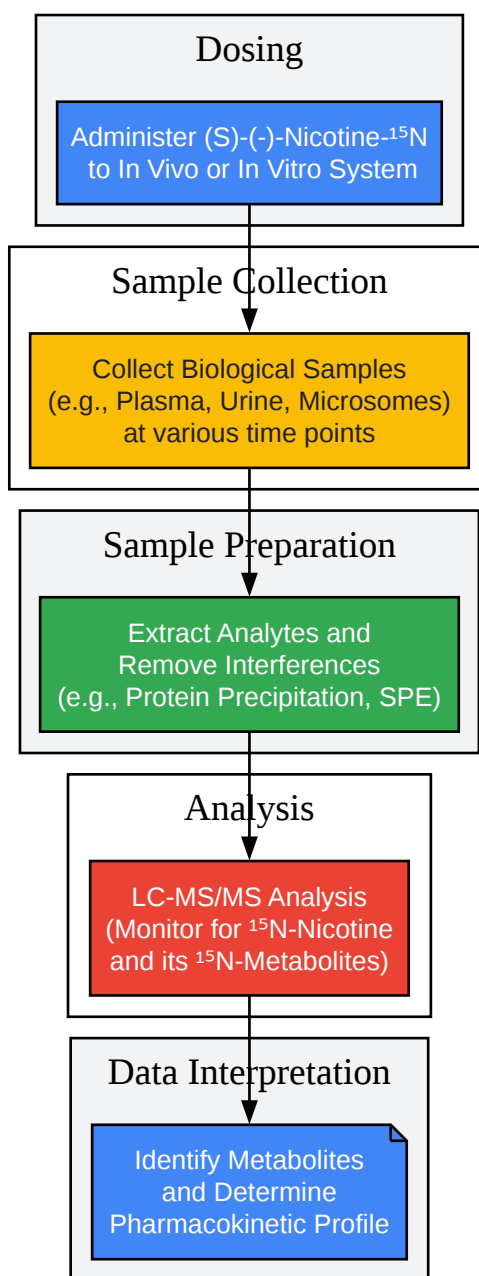 Dosing
Administer (S)-(-)-Nicotine-¹⁵N
to In Vivo or In Vitro System
Sample Collection
Collect Biological Samples
(e.g., Plasma, Urine, Microsomes)
at various time points
Sample Preparation
Extract Analytes and
Remove Interferences
(e.g., Protein Precipitation, SPE)
Analysis
LC-MS/MS Analysis
(Monitor for ¹⁵N-Nicotine
and its ¹⁵N-Metabolites)
Data Interpretation
Identify Metabolites
and Determine
Pharmacokinetic Profile